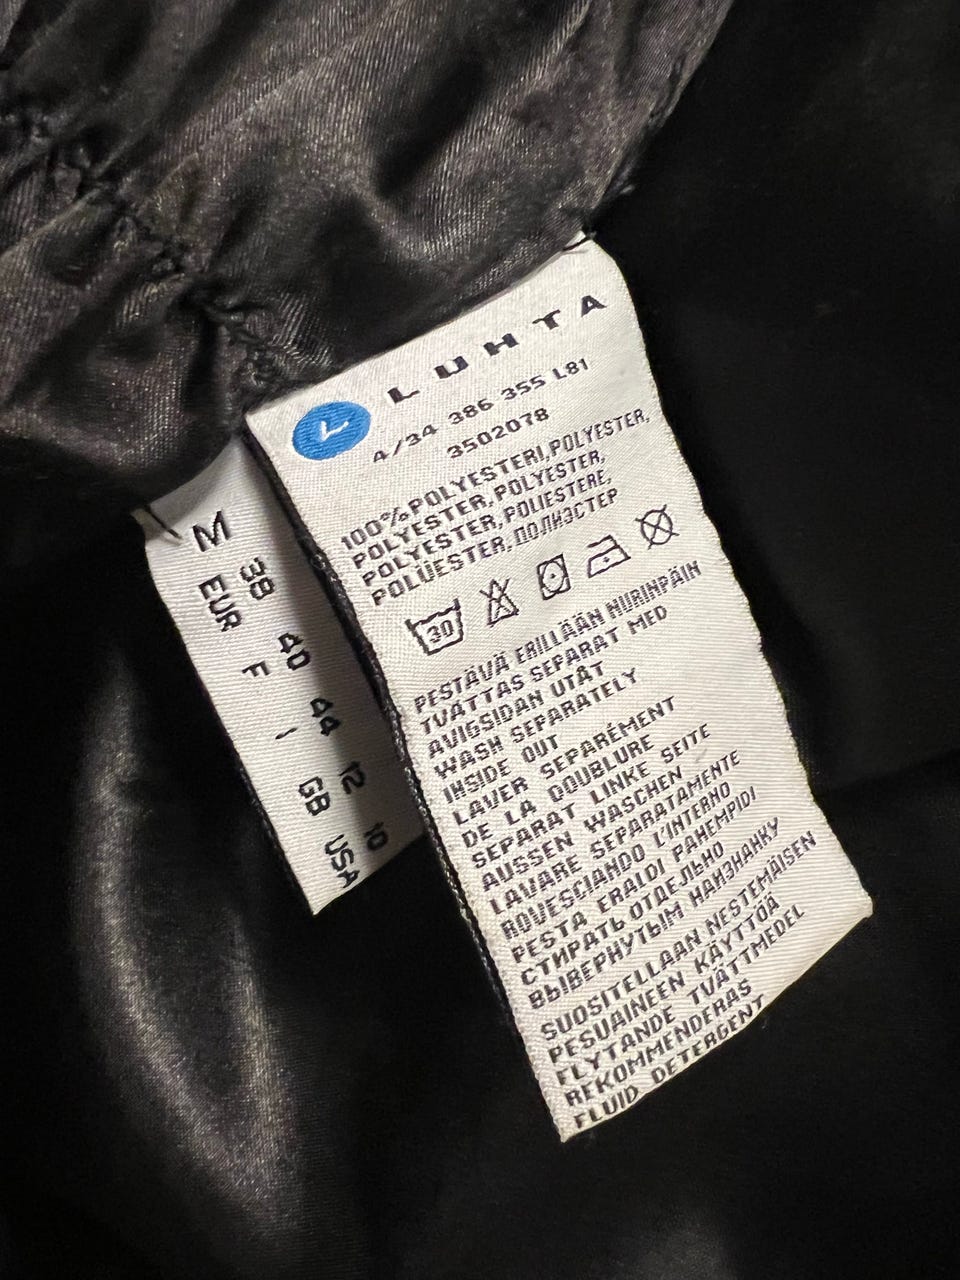 LUHTA
4/34 386 355 L81
3502078
100%POLYESTERI,POLYESTER,
POLYESTER,POLYESTER,
POLYESTER,POLIESTERE,
POLÜESTER,ПОЛИЭСТЕР
30
PESTÄVÄ ERILLÄÄN NURINPÄIN
TVÄTTAS SEPARAT MED
AVIGSIDAN UTÅT
WASH SEPARATELY
INSIDE OUT
LAVER SEPARÉMENT
DE LA DOUBLURE
SEPARAT LINKE SEITE
AUSSEN WASCHEN
LAVARE SEPARATAMENTE
ROVESCIANDO L'INTERNO
PESTA ERALDI PAHEMPIDI
СТИРАТЬ ОТДЕЛЬНО
ВЫВЕРНУТЫМ НАИЗНАНКУ
SUOSITELLAAN NESTEMÄISEN
PESUAINEEN KÄYTTÖÄ
FLYTANDE TVÄTTMEDEL
REKOMMENDERAS
FLUID DETERGENT
M
38 40 44 12 10
EUR F I GB USA